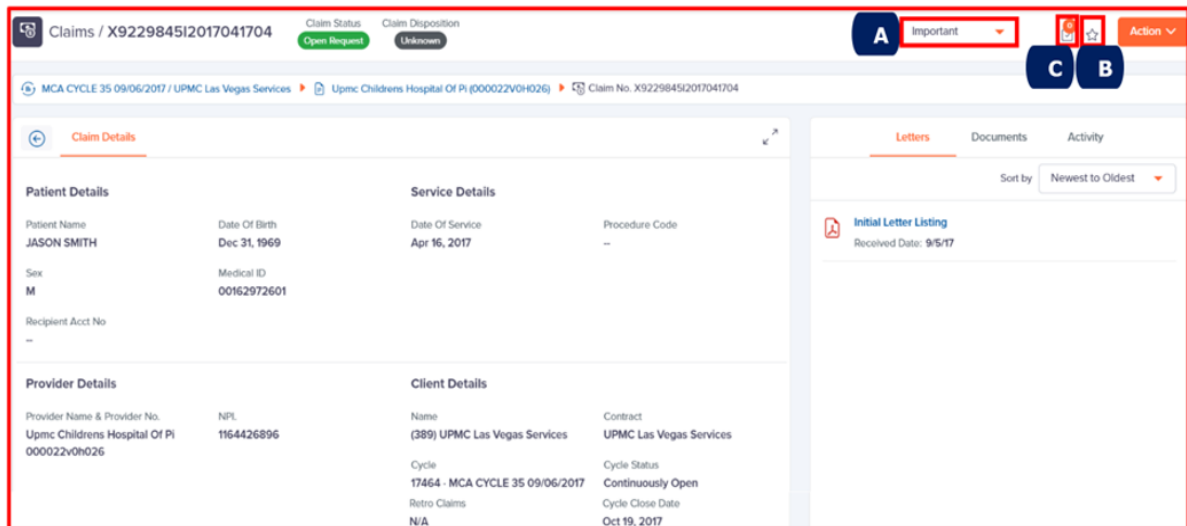 Claims / X9229845I2017041704
Claim Status
Open Request
Claim Disposition
Unknown
A
Important
0
C
B
Action
MCA CYCLE 35 09/06/2017 / UPMC Las Vegas Services
Upmc Childrens Hospital Of Pi (000022V0H026)
Claim No. X9229845I2017041704
Claim Details
Patient Details
Patient Name
JASON SMITH
Date Of Birth
Dec 31, 1969
Sex
M
Medical ID
00162972601
Recipient Acct No
--
Service Details
Date Of Service
Apr 16, 2017
Procedure Code
--
Provider Details
Provider Name & Provider No.
Upmc Childrens Hospital Of Pi
000022v0h026
NPI.
1164426896
Client Details
Name
(389) UPMC Las Vegas Services
Contract
UPMC Las Vegas Services
Cycle
17464 - MCA CYCLE 35 09/06/2017
Cycle Status
Continuously Open
Retro Claims
N/A
Cycle Close Date
Oct 19, 2017
Letters
Documents
Activity
Sort by
Newest to Oldest
Initial Letter Listing
Received Date: 9/5/17